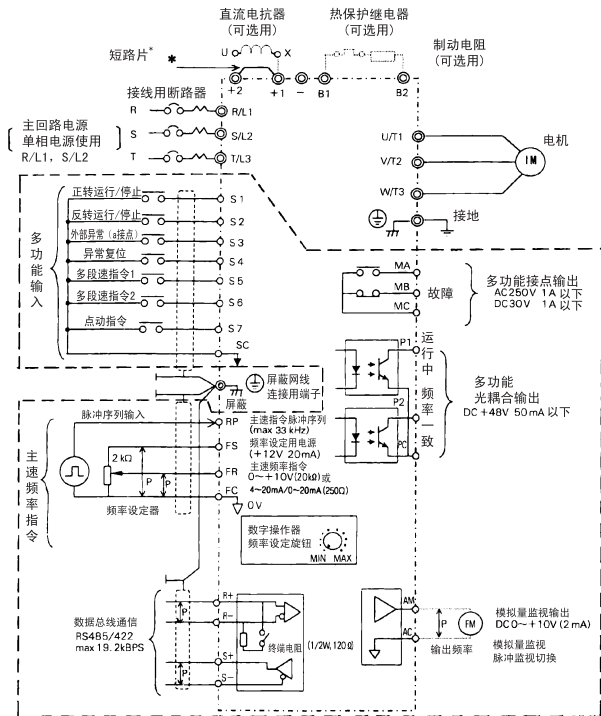 直流电抗器
(可选用)
热保护继电器
(可选用)
制动电阻
(可选用)
U
X
短路片*
*
+2
+1
−
B1
B2
接线用断路器
R
R/L1
主回路电源
单相电源使用
R/L1, S/L2
S
S/L2
T
T/L3
U/T1
V/T2
W/T3
电机
IM
接地
多功能输入
正转运行/停止
S1
反转运行/停止
S2
外部异常 (a接点)
S3
异常复位
S4
多段速指令1
S5
多段速指令2
S6
点动指令
S7
SC
MA
MB
MC
故障
多功能接点输出
AC250V 1A 以下
DC30V 1A 以下
P1
运行中
P2
频率一致
PC
多功能
光耦合输出
DC +48V 50mA 以下
屏蔽网线
连接用端子
屏蔽
主速频率指令
脉冲序列输入
RP
主速指令脉冲序列
(max 33 kHz)
2 kΩ
P
P
FS
频率设定用电源
(+12V 20mA)
FR
主速频率指令
0~+10V(20kΩ) 或
4~20mA/0~20mA(250Ω)
FC
0V
频率设定器
数字操作器
频率设定旋钮
MIN MAX
数据总线通信
RS485/422
max 19.2kBPS
P
P
R+
R−
S+
S−
终端电阻
(1/2W, 120Ω)
AM
AC
P
FM
输出频率
模拟量监视输出
DC0~+10V (2mA)
模拟量监视
脉冲监视切换